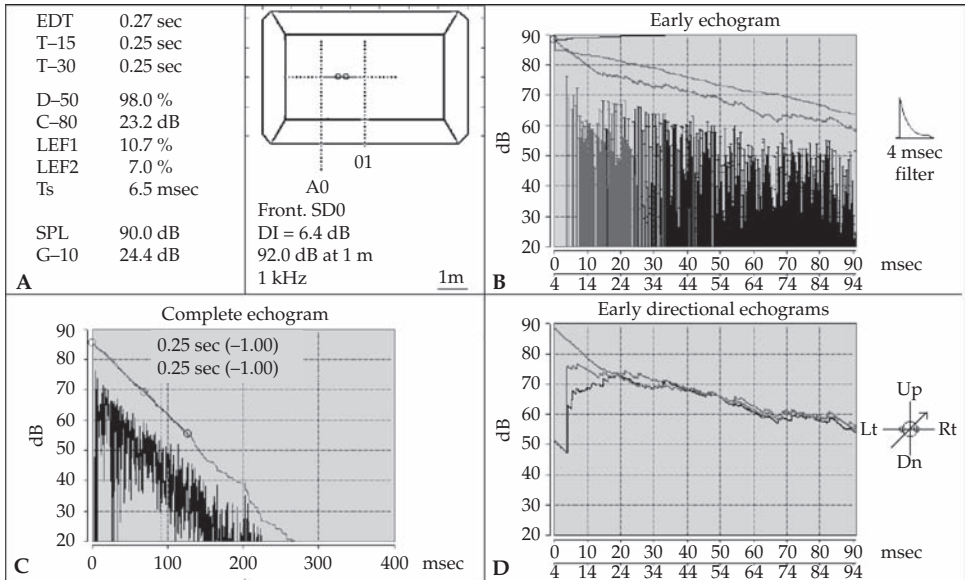 EDT 0.27 sec
T–15 0.25 sec
T–30 0.25 sec
D–50 98.0 %
C–80 23.2 dB
LEF1 10.7 %
LEF2 7.0 %
Ts 6.5 msec
SPL 90.0 dB
G–10 24.4 dB
A
01
A0
Front. SD0
DI = 6.4 dB
92.0 dB at 1 m
1 kHz
1m
Early echogram
90
80
70
60
50
40
30
20
dB
0 10 20 30 40 50 60 70 80 90 msec
4 14 24 34 44 54 64 74 84 94
4 msec
filter
B
Complete echogram
0.25 sec (–1.00)
0.25 sec (–1.00)
90
80
70
60
50
40
30
20
dB
0 200 400 msec
C
Early directional echograms
90
80
70
60
50
40
30
20
dB
0 10 20 30 40 50 60 70 80 90 msec
4 14 24 34 44 54 64 74 84 94
Up
Lt Rt
Dn
D